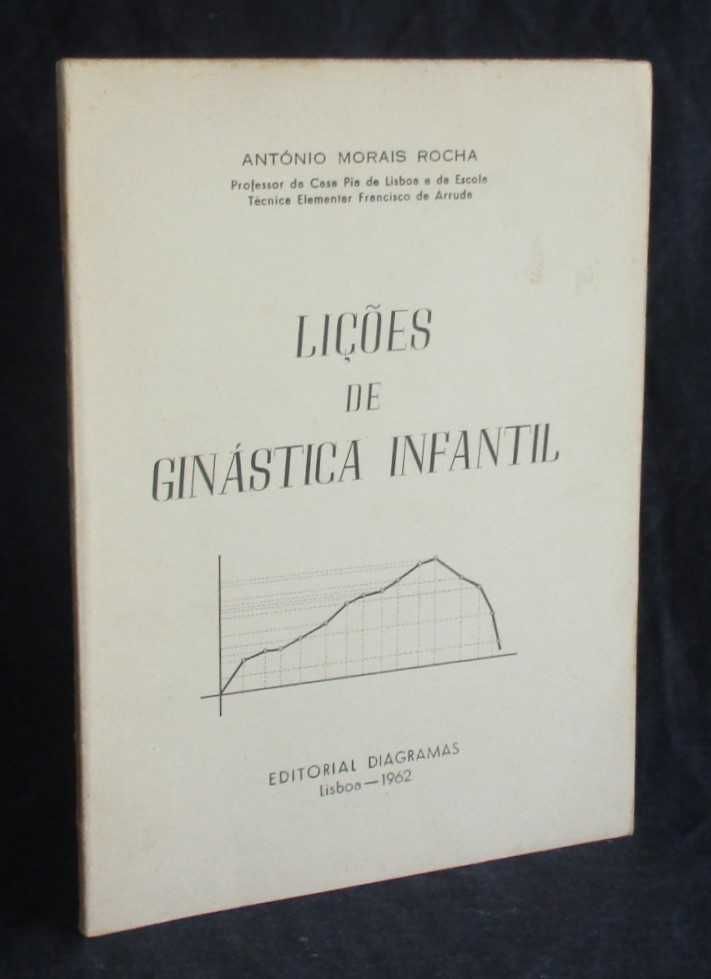 ANTÓNIO MORAIS ROCHA
Professor da Casa Pia de Lisboa e da Escola
Técnica Elementar Francisco de Arruda
LIÇÕES
DE
GINÁSTICA INFANTIL
EDITORIAL DIAGRAMAS
Lisboa — 1962